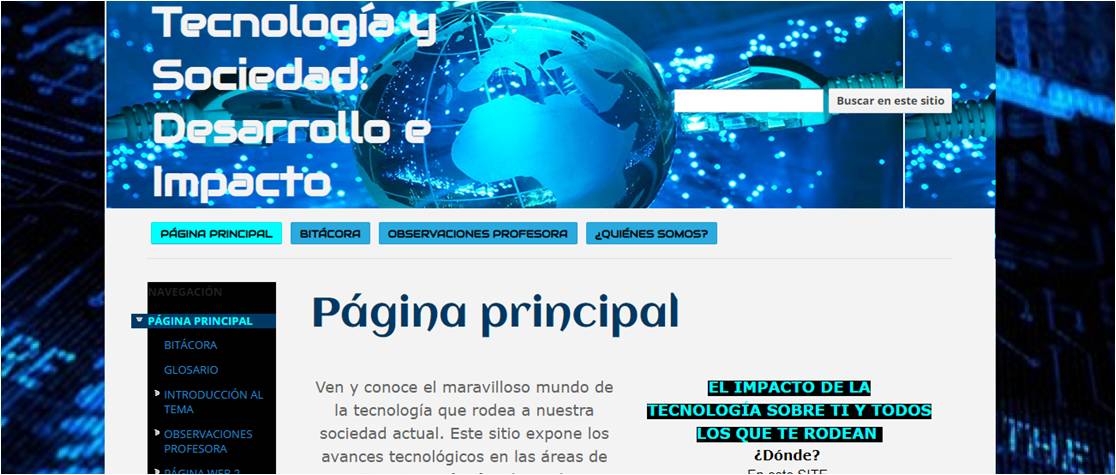 Tecnología y
Sociedad:
Desarrollo e
Impacto
Buscar en este sitio
PÁGINA PRINCIPAL
BITÁCORA
OBSERVACIONES PROFESORA
¿QUIÉNES SOMOS?
NAVEGACIÓN
PÁGINA PRINCIPAL
BITÁCORA
GLOSARIO
INTRODUCCIÓN AL
TEMA
OBSERVACIONES
PROFESORA
PÁGINA WEB 2
Página principal
Ven y conoce el maravilloso mundo de
la tecnología que rodea a nuestra
sociedad actual. Este sitio expone los
avances tecnológicos en las áreas de
EL IMPACTO DE LA
TECNOLOGÍA SOBRE TI Y TODOS
LOS QUE TE RODEAN
¿Dónde?
En este SITE
THE